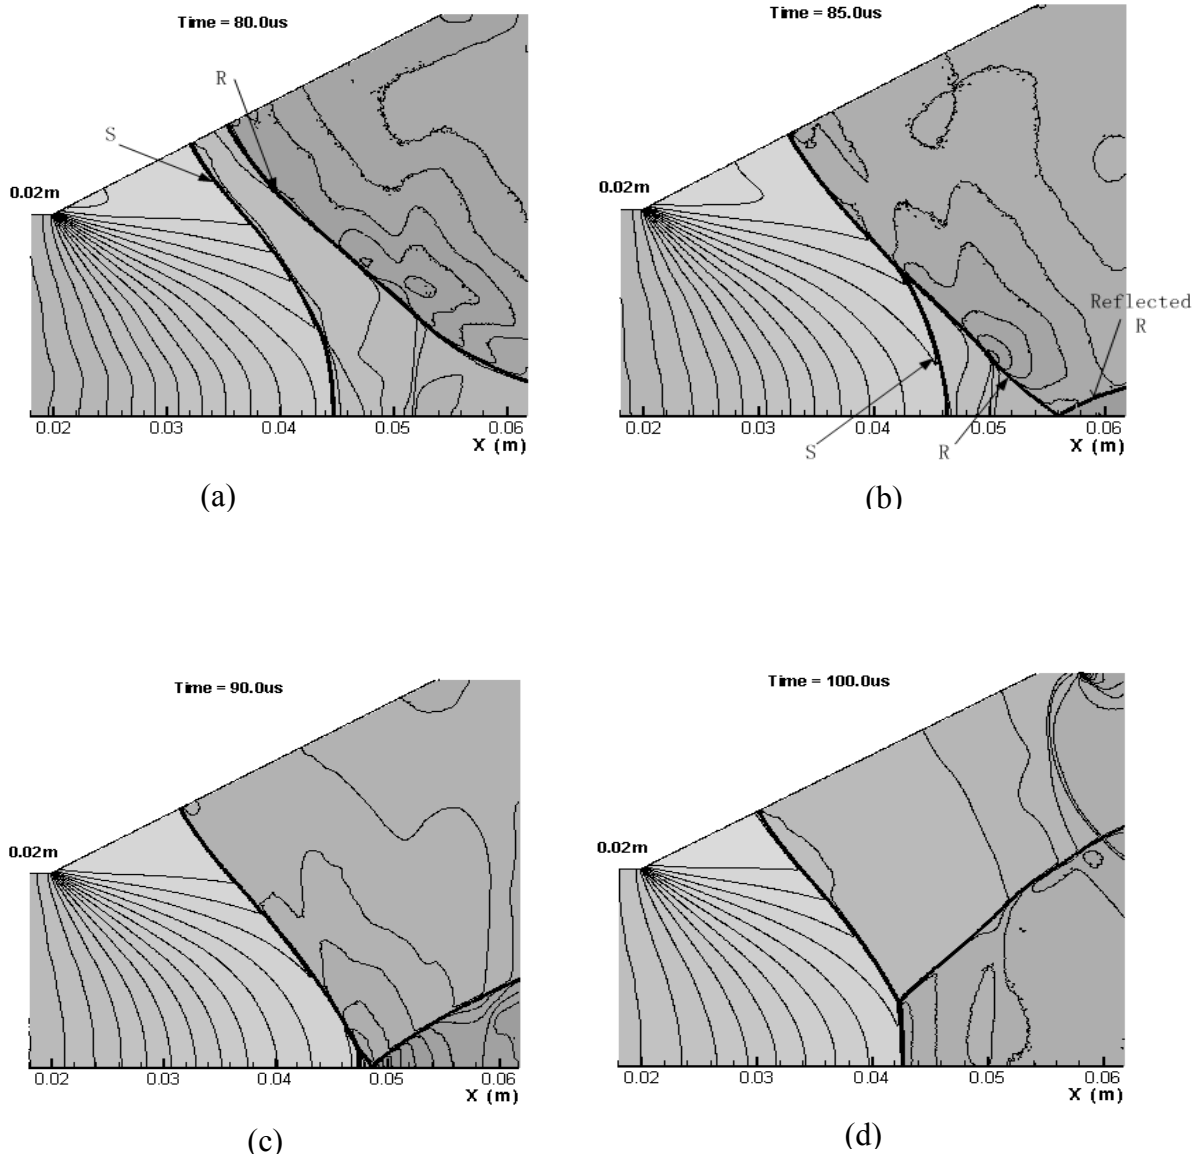 Time = 80.0us
R
S
0.02m
0.02 0.03 0.04 0.05 0.06
X (m)
(a)
Time = 85.0us
0.02m
Reflected
R
0.02 0.03 0.04 0.05 0.06
X (m)
S R
(b)
Time = 90.0us
0.02m
0.02 0.03 0.04 0.05 0.06
X (m)
(c)
Time = 100.0us
0.02m
0.02 0.03 0.04 0.05 0.06
X (m)
(d)